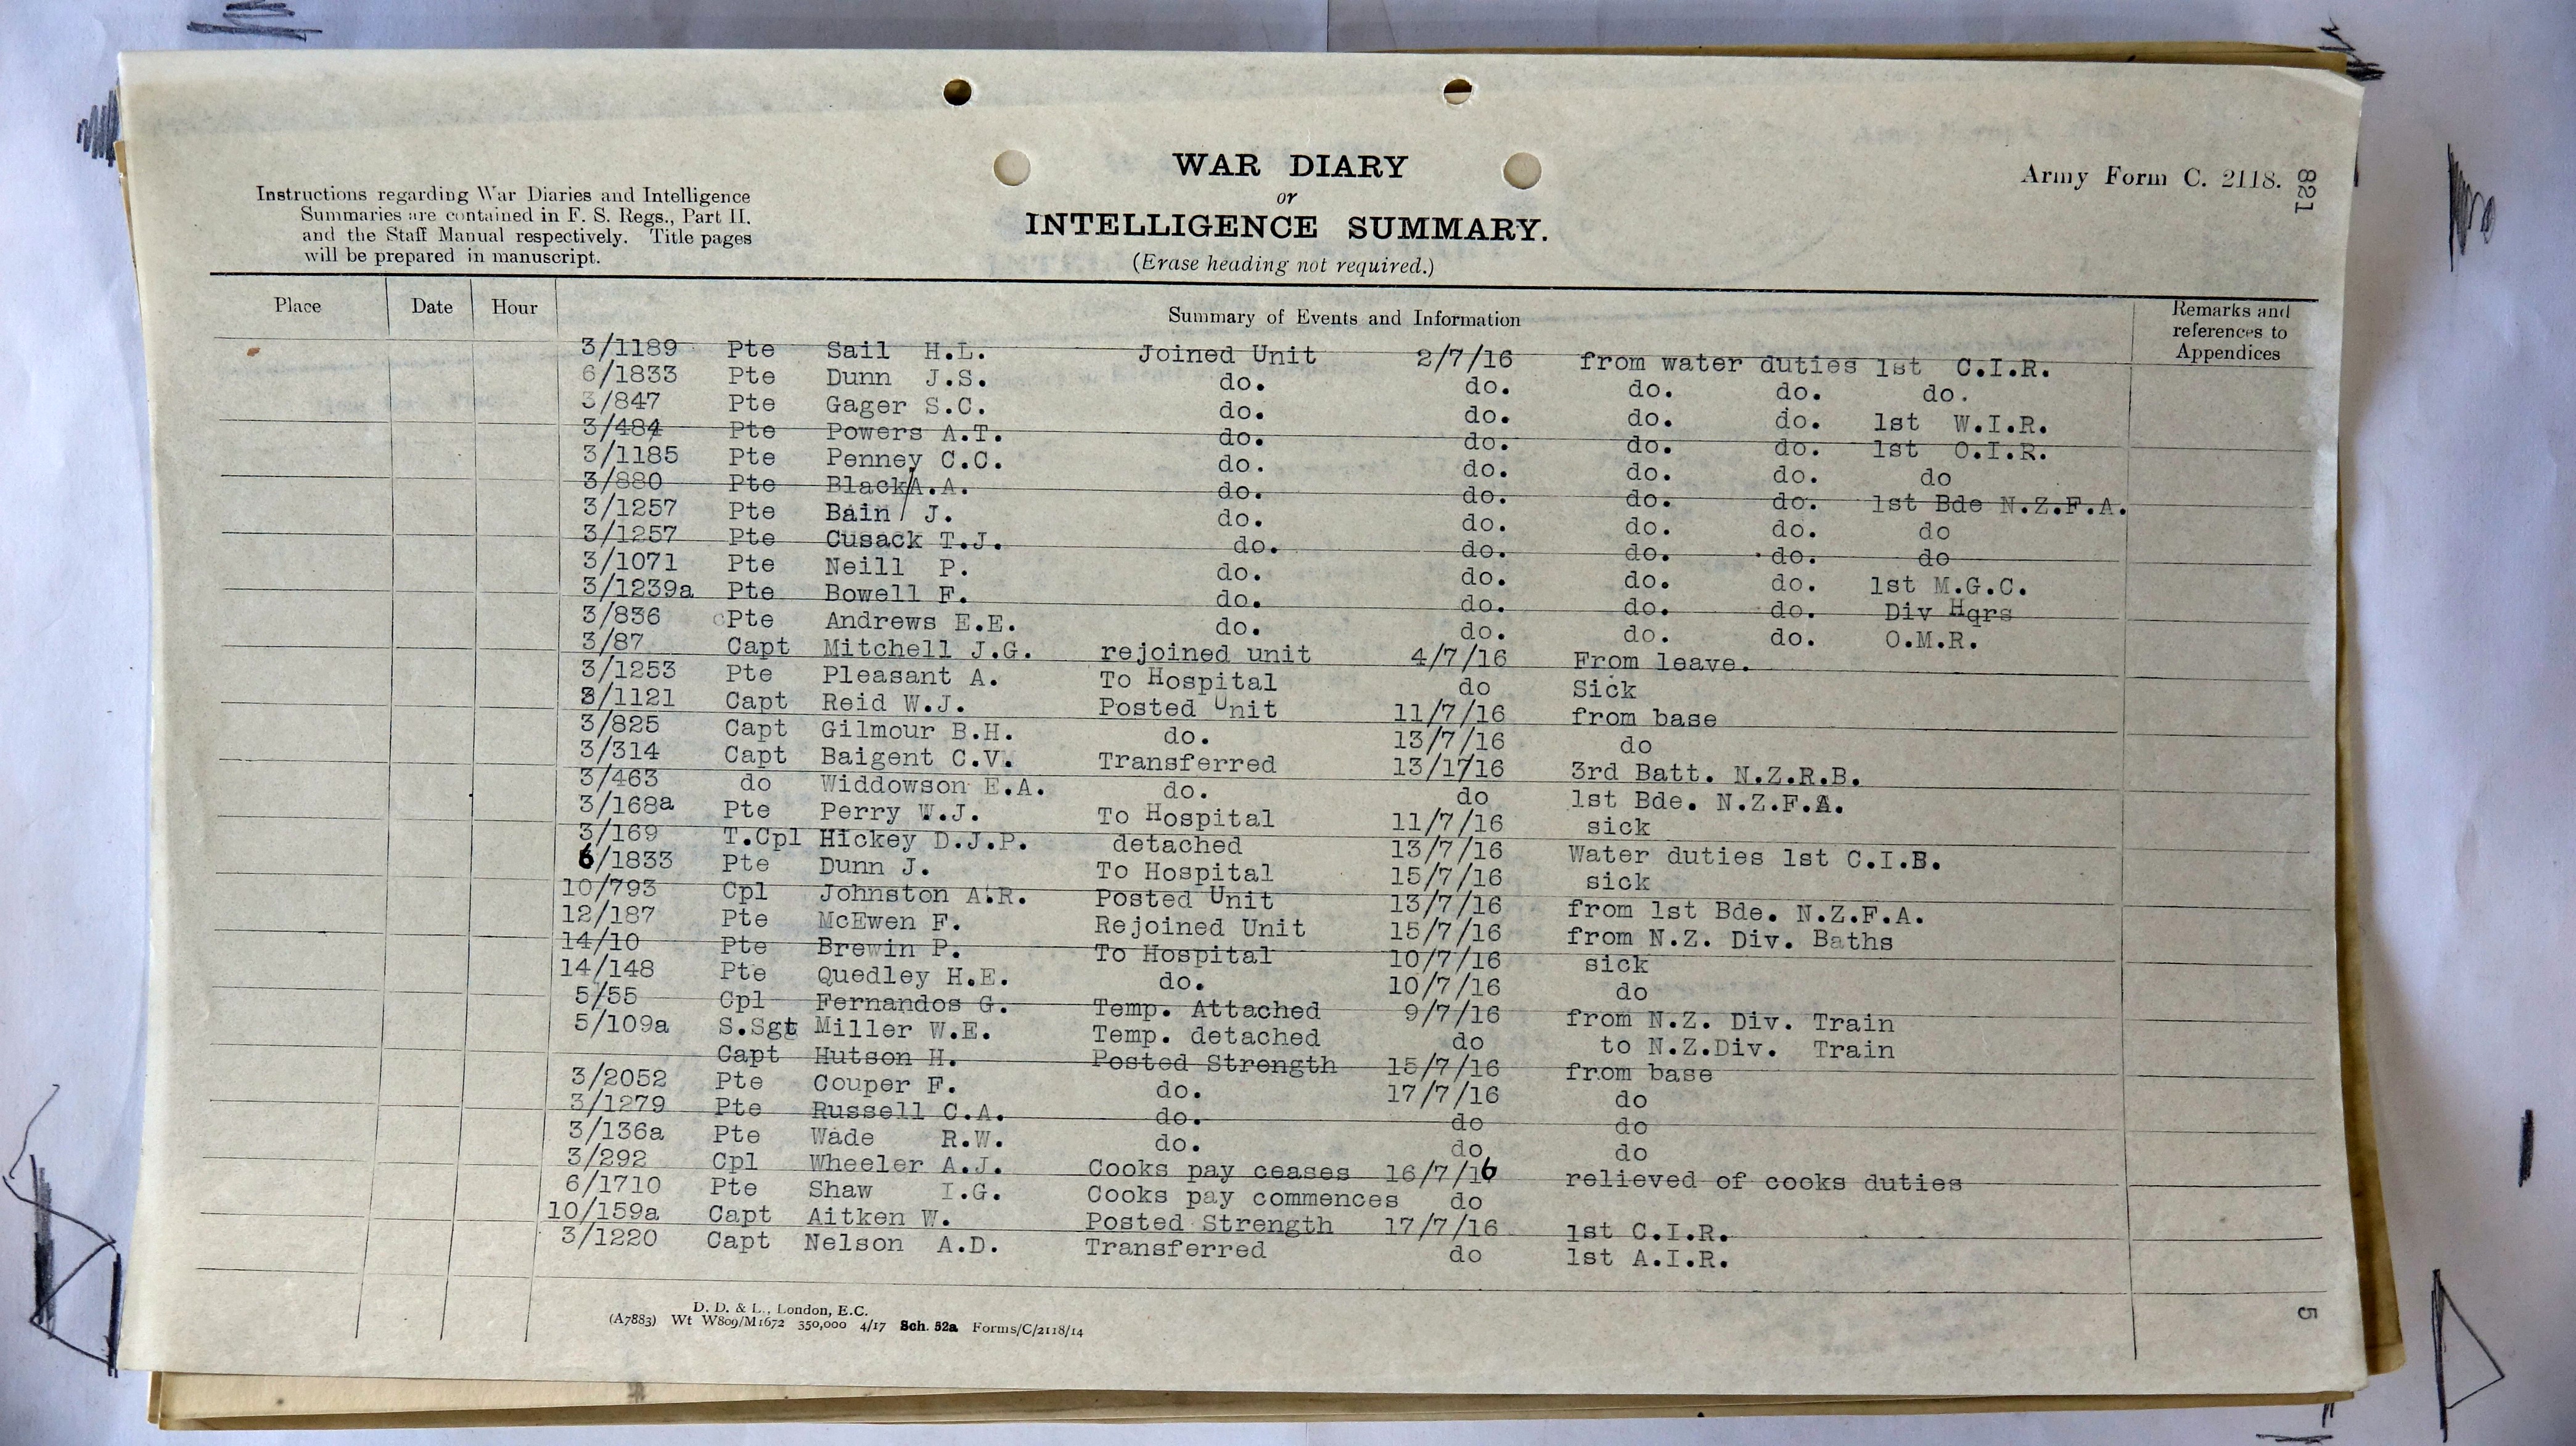 WAR DIARY
or
INTELLIGENCE SUMMARY.
(Erase heading not required.)
Instructions regarding War Diaries and Intelligence
Summaries are contained in F. S. Regs., Part II.
and the Staff Manual respectively. Title pages
will be prepared in manuscript.
Army Form C. 2118.
821
Place Date Hour Summary of Events and Information Remarks and references to Appendices
3/1189 Pte Sail H.L. Joined Unit 2/7/16 from water duties 1st C.I.R.
6/1833 Pte Dunn J.S. do. do. do. do. do.
3/847 Pte Gager S.C. do. do. do. do. 1st W.I.R.
3/484 Pte Powers A.T. do. do. do. do. 1st O.I.R.
3/1185 Pte Penney C.C. do. do. do. do. do
3/880 Pte Black/A.A. do. do. do. do. 1st Bde N.Z.F.A.
3/1257 Pte Bain / J. do. do. do. do. do
3/1257 Pte Cusack T.J. do. do. do. do. do
3/1071 Pte Neill P. do. do. do. do. 1st M.G.C.
3/1239a Pte Bowell F. do. do. do. do. Div Hqrs
3/836 Pte Andrews E.E. do. do. do. do. O.M.R.
3/87 Capt Mitchell J.G. rejoined unit 4/7/16 From leave.
3/1253 Pte Pleasant A. To Hospital do Sick
3/1121 Capt Reid W.J. Posted Unit 11/7/16 from base
3/825 Capt Gilmour B.H. do. 13/7/16 do
3/314 Capt Baigent C.V. Transferred 13/1/16 3rd Batt. N.Z.R.B.
3/463 do Widdowson E.A. do. do 1st Bde. N.Z.F.A.
3/168a Pte Perry W.J. To Hospital 11/7/16 sick
3/169 T.Cpl Hickey D.J.P. detached 13/7/16 Water duties 1st C.I.B.
6/1833 Pte Dunn J. To Hospital 15/7/16 sick
10/793 Cpl Johnston A.R. Posted Unit 13/7/16 from 1st Bde. N.Z.F.A.
12/187 Pte McEwen F. Rejoined Unit 15/7/16 from N.Z. Div. Baths
14/10 Pte Brewin P. To Hospital 10/7/16 sick
14/148 Pte Quedley H.E. do. 10/7/16 do
5/55 Cpl Fernandos G. Temp. Attached 9/7/16 from N.Z. Div. Train
5/109a S.Sgt Miller W.E. Temp. detached do to N.Z.Div. Train
Capt Hutson H. Posted Strength 15/7/16 from base
3/2052 Pte Couper F. do. 17/7/16 do
3/1279 Pte Russell C.A. do. do do
3/136a Pte Wade R.W. do. do do
3/292 Cpl Wheeler A.J. Cooks pay ceases 16/7/16 relieved of cooks duties
6/1710 Pte Shaw I.G. Cooks pay commences do
10/159a Capt Aitken W. Posted Strength 17/7/16 1st C.I.R.
3/1220 Capt Nelson A.D. Transferred do 1st A.I.R.
D. D. & L., London, E.C.
(A7883) Wt W809/M1672 350,000 4/17 Sch. 52a Forms/C/2118/14
5